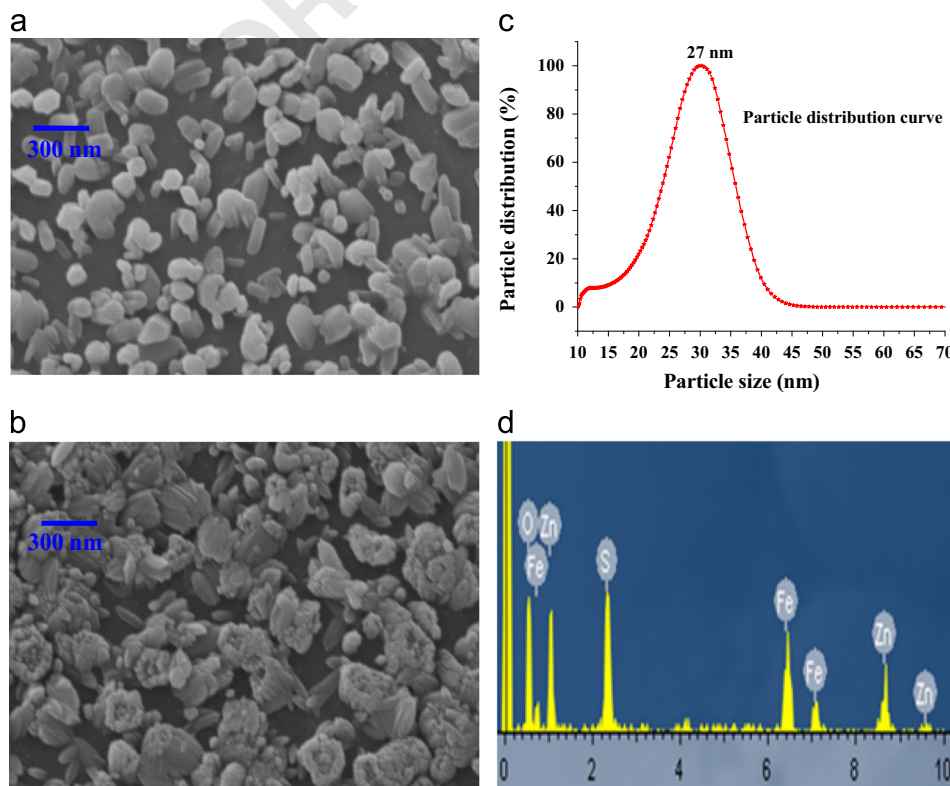 a
300 nm
b
300 nm
c
27 nm
Particle distribution curve
Particle distribution (%)
100
80
60
40
20
0
10 15 20 25 30 35 40 45 50 55 60 65
Particle size (nm)
d
O Zn
Fe
S
Fe
Fe
Zn
Zn
0 2 4 6 8 10